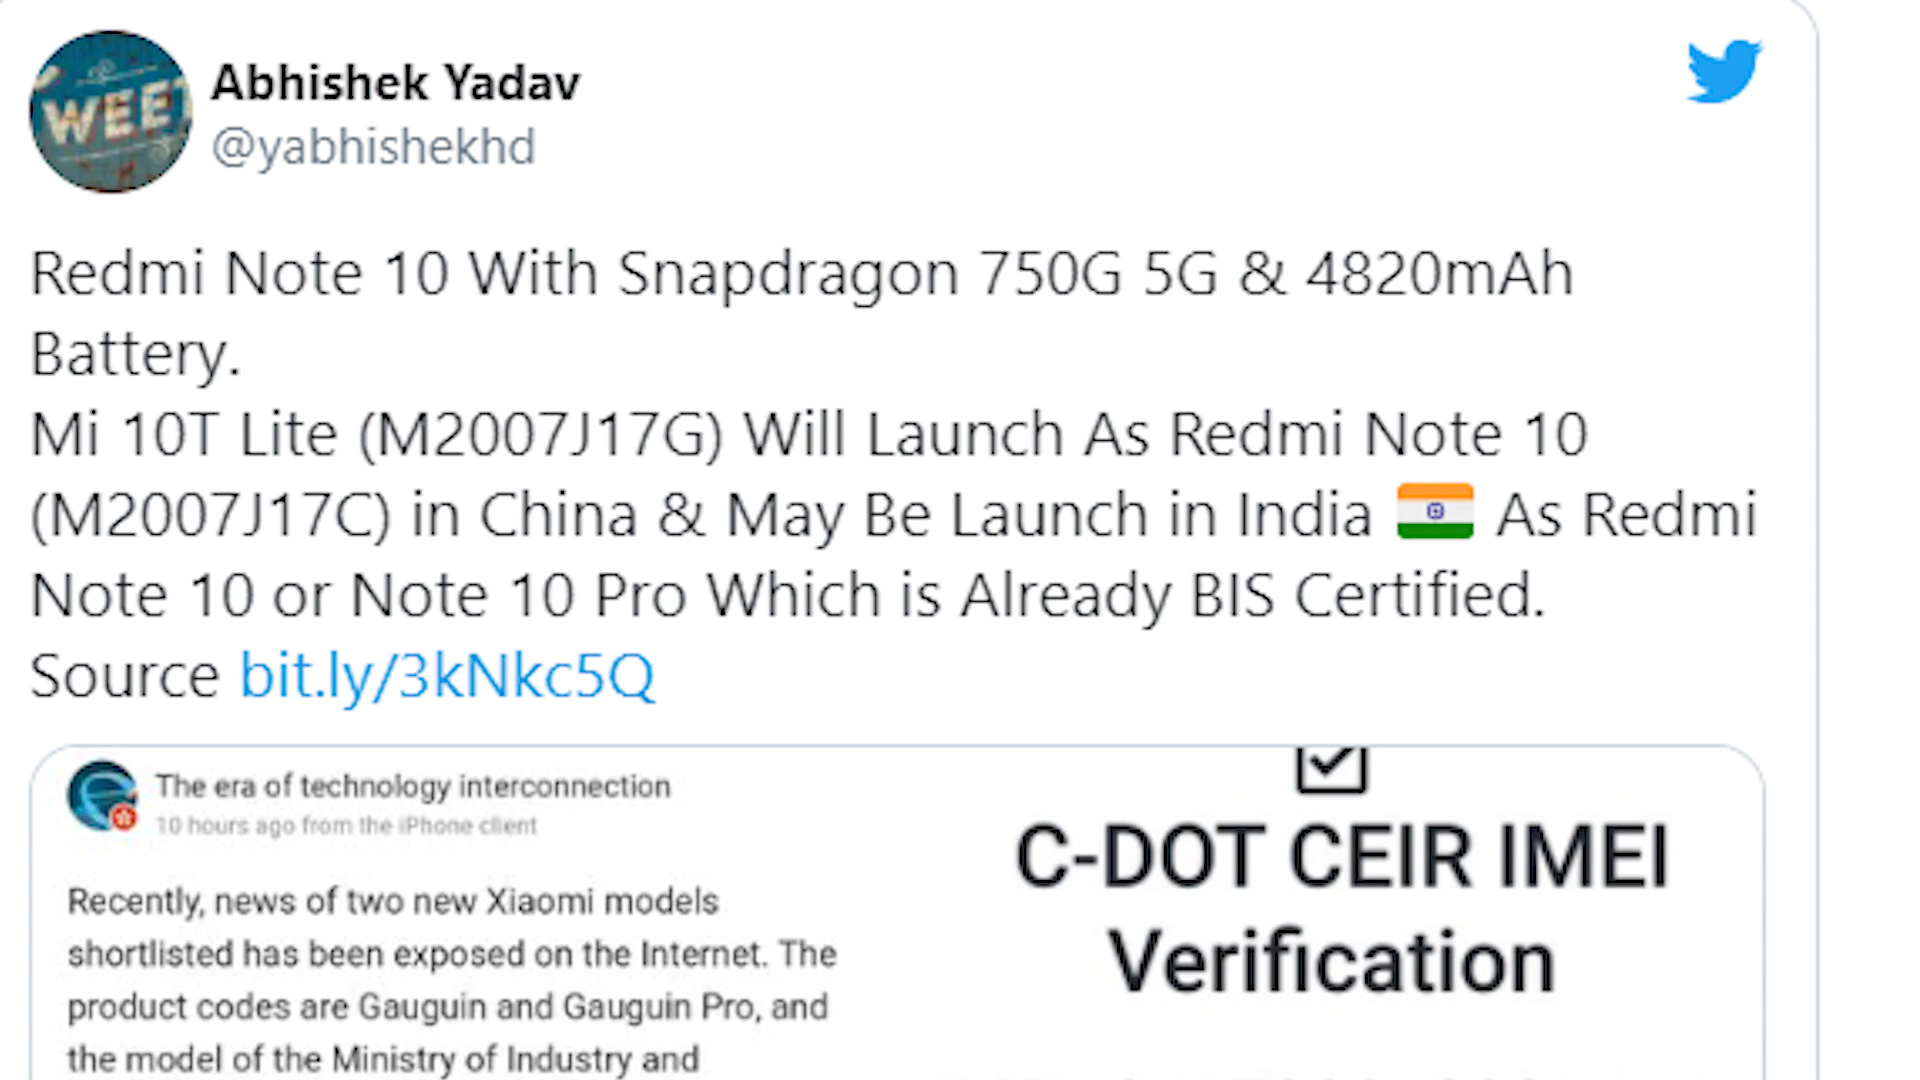 WEET
Abhishek Yadav
@yabhishekhd
Redmi Note 10 With Snapdragon 750G 5G & 4820mAh
Battery.
Mi 10T Lite (M2007J17G) Will Launch As Redmi Note 10
(M2007J17C) in China & May Be Launch in India 🇮🇳 As Redmi
Note 10 or Note 10 Pro Which is Already BIS Certified.
Source bit.ly/3kNkc5Q
The era of technology interconnection
10 hours ago from the iPhone client
Recently, news of two new Xiaomi models
shortlisted has been exposed on the Internet. The
product codes are Gauguin and Gauguin Pro, and
the model of the Ministry of Industry and
C-DOT CEIR IMEI
Verification